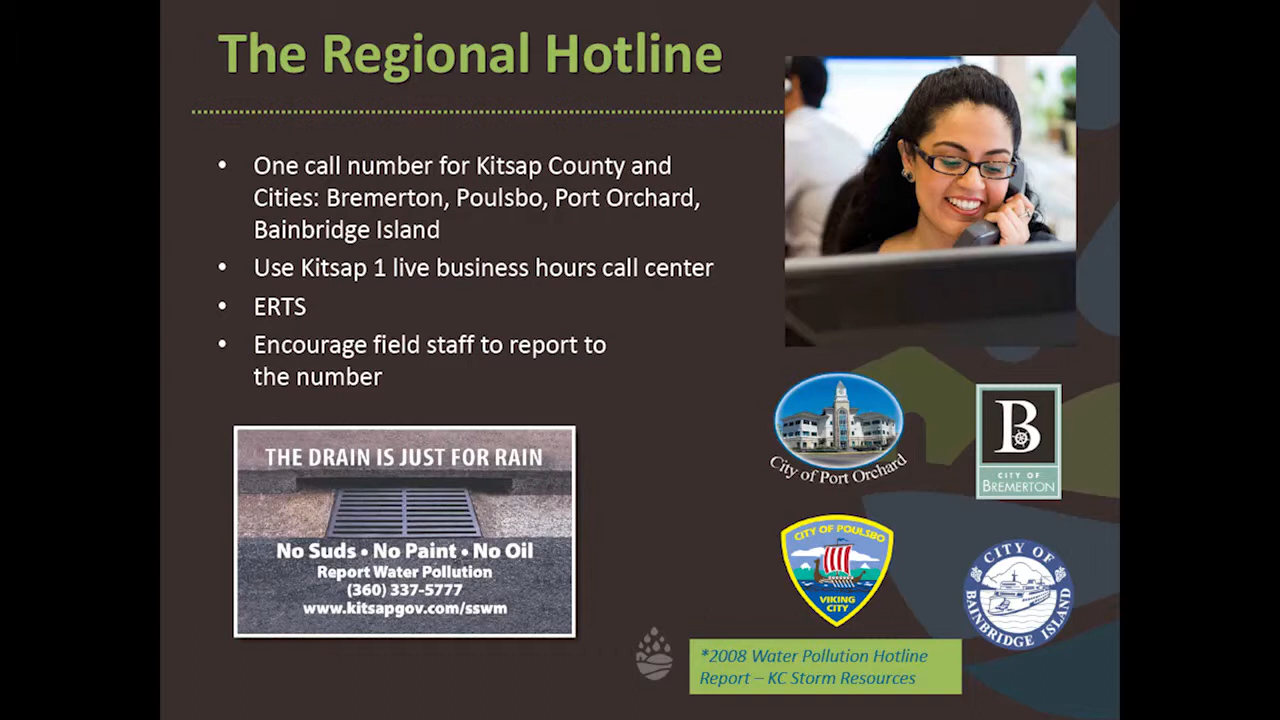 The Regional Hotline
• One call number for Kitsap County and
Cities: Bremerton, Poulsbo, Port Orchard,
Bainbridge Island
• Use Kitsap 1 live business hours call center
• ERTS
• Encourage field staff to report to
the number
THE DRAIN IS JUST FOR RAIN
No Suds • No Paint • No Oil
Report Water Pollution
(360) 337-5777
www.kitsapgov.com/sswm
City of Port Orchard
B
CITY OF
BREMERTON
CITY OF POULSBO
VIKING
CITY
CITY OF
BAINBRIDGE ISLAND
*2008 Water Pollution Hotline
Report – KC Storm Resources